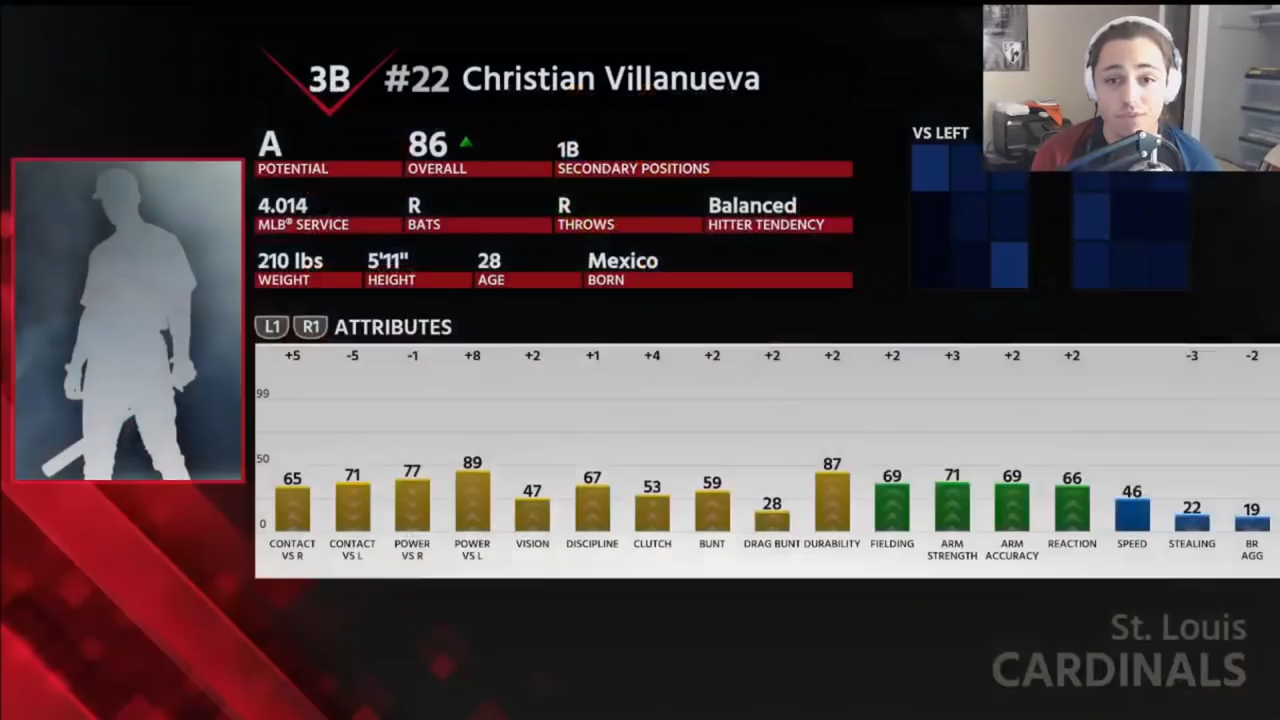 3B #22 Christian Villanueva
A 86 1B
POTENTIAL OVERALL SECONDARY POSITIONS
4.014 R R Balanced
MLB® SERVICE BATS THROWS HITTER TENDENCY
210 lbs 5'11" 28 Mexico
WEIGHT HEIGHT AGE BORN
VS LEFT
L1 R1 ATTRIBUTES
+5 -5 -1 +8 +2 +1 +4 +2 +2 +2 +2 +3 +2 +2 -3 -2
99
50
0
65 71 77 89 47 67 53 59 28 87 69 71 69 66 46 22 19
CONTACT CONTACT POWER POWER VISION DISCIPLINE CLUTCH BUNT DRAG BUNT DURABILITY FIELDING ARM ARM REACTION SPEED STEALING BR
VS R VS L VS R VS L STRENGTH ACCURACY AGG
St. Louis
CARDINALS